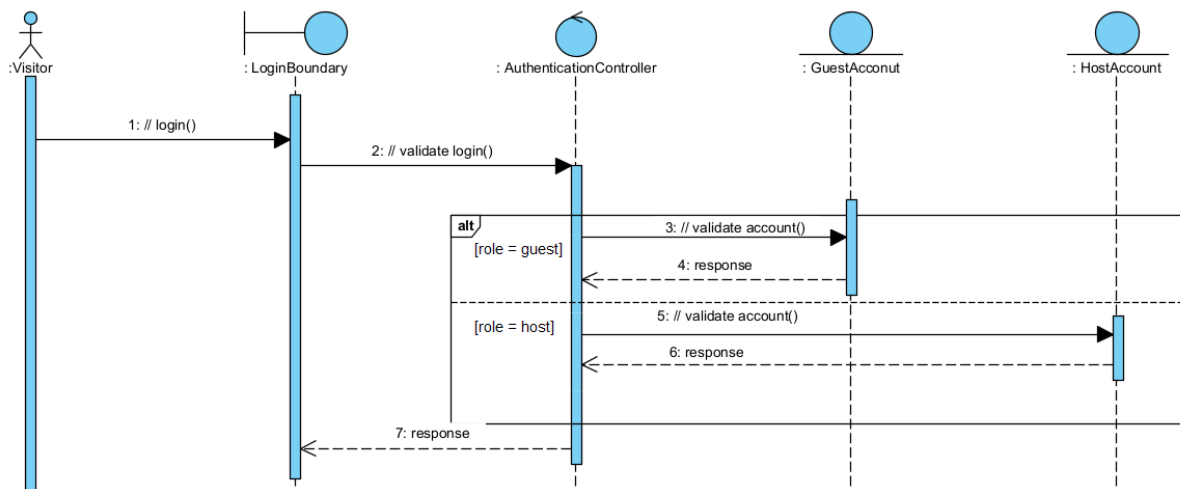 :Visitor
: LoginBoundary
: AuthenticationController
: GuestAcconut
: HostAccount
1: // login()
2: // validate login()
alt
3: // validate account()
[role = guest]
4: response
5: // validate account()
[role = host]
6: response
7: response